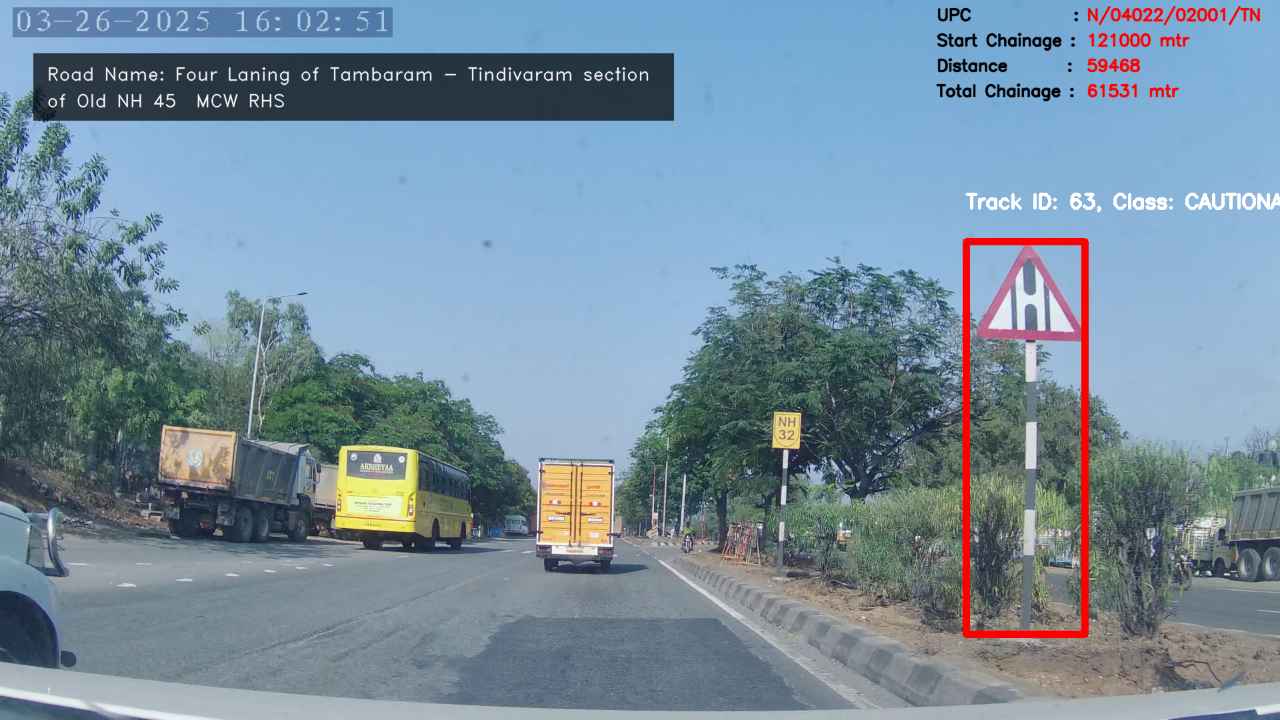 03-26-2025 16:02:51
UPC : N/04022/02001/TN
Start Chainage : 121000 mtr
Distance : 59468
Total Chainage : 61531 mtr
Road Name: Four Laning of Tambaram - Tindivaram section
of Old NH 45 MCW RHS
Track ID: 63, Class: CAUTIONA
NH
32